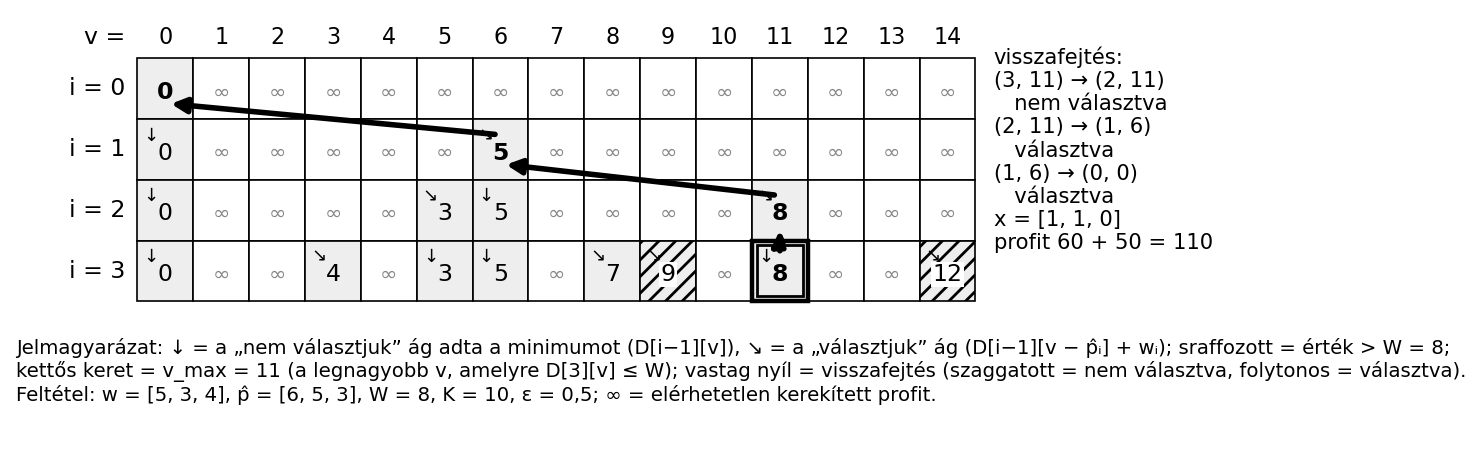 v = 0 1 2 3 4 5 6 7 8 9 10 11 12 13 14
i = 0 0 ∞ ∞ ∞ ∞ ∞ ∞ ∞ ∞ ∞ ∞ ∞ ∞ ∞ ∞
i = 1 ↓ 0 ∞ ∞ ∞ ∞ ∞ ↘ 5 ∞ ∞ ∞ ∞ ∞ ∞ ∞ ∞
i = 2 ↓ 0 ∞ ∞ ∞ ∞ ↘ 3 ↓ 5 ∞ ∞ ∞ ∞ ↘ 8 ∞ ∞ ∞
i = 3 ↓ 0 ∞ ∞ ↘ 4 ∞ ↓ 3 ↓ 5 ∞ ↘ 7 ↘ 9 ∞ ↓ 8 ∞ ∞ ↘ 12
visszafejtés:
(3, 11) → (2, 11)
nem választva
(2, 11) → (1, 6)
választva
(1, 6) → (0, 0)
választva
x = [1, 1, 0]
profit 60 + 50 = 110
Jelmagyarázat: ↓ = a „nem választjuk” ág adta a minimumot (D[i−1][v]), ↘ = a „választjuk” ág (D[i−1][v − p̂ᵢ] + wᵢ); sraffozott = érték > W = 8;
kettős keret = v_max = 11 (a legnagyobb v, amelyre D[3][v] ≤ W); vastag nyíl = visszafejtés (szaggatott = nem választva, folytonos = választva).
Feltétel: w = [5, 3, 4], p̂ = [6, 5, 3], W = 8, K = 10, ε = 0,5; ∞ = elérhetetlen kerekített profit.